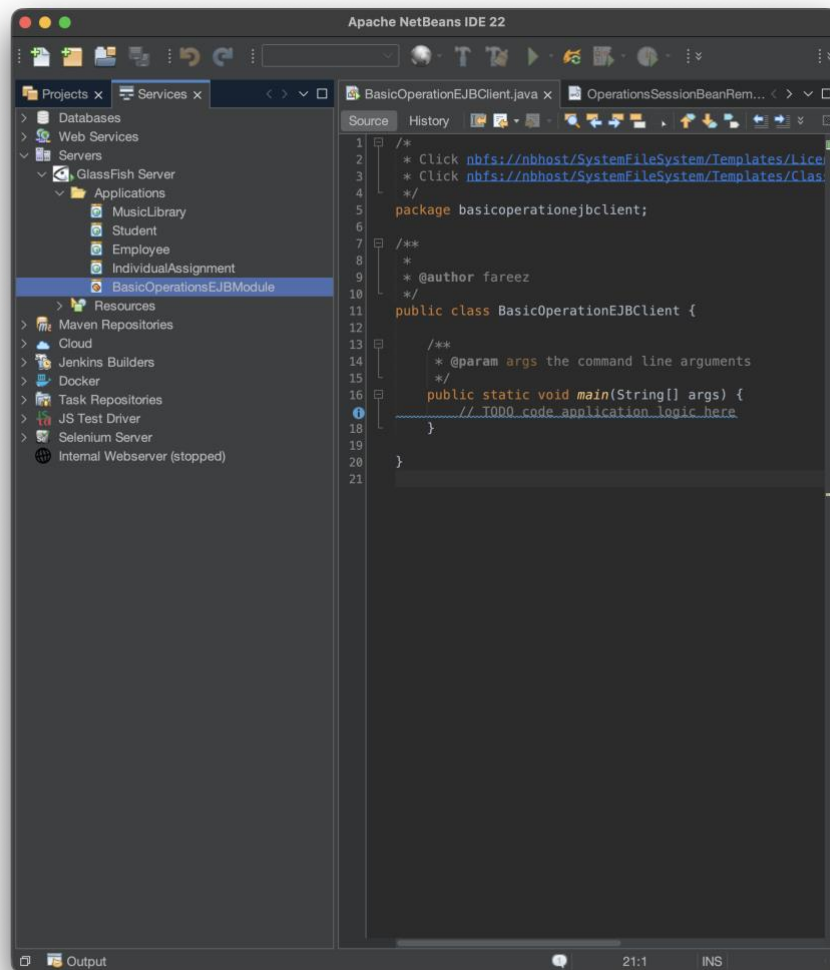 Apache NetBeans IDE 22
Projects
Services
Databases
Web Services
Servers
GlassFish Server
Applications
MusicLibrary
Student
Employee
IndividualAssignment
BasicOperationsEJBModule
Resources
Maven Repositories
Cloud
Jenkins Builders
Docker
Task Repositories
JS Test Driver
Selenium Server
Internal Webserver (stopped)
BasicOperationEJBClient.java
OperationsSessionBeanRem...
Source History
1 /*
2 * Click nbfs://nbhost/SystemFileSystem/Templates/Lice
3 * Click nbfs://nbhost/SystemFileSystem/Templates/Clas
4 */
5 package basicoperationejbclient;
6
7 /**
8 *
9 * @author fareez
10 */
11 public class BasicOperationEJBClient {
12
13 /**
14 * @param args the command line arguments
15 */
16 public static void main(String[] args) {
// TODO code application logic here
18 }
19
20 }
21
Output
21:1 INS